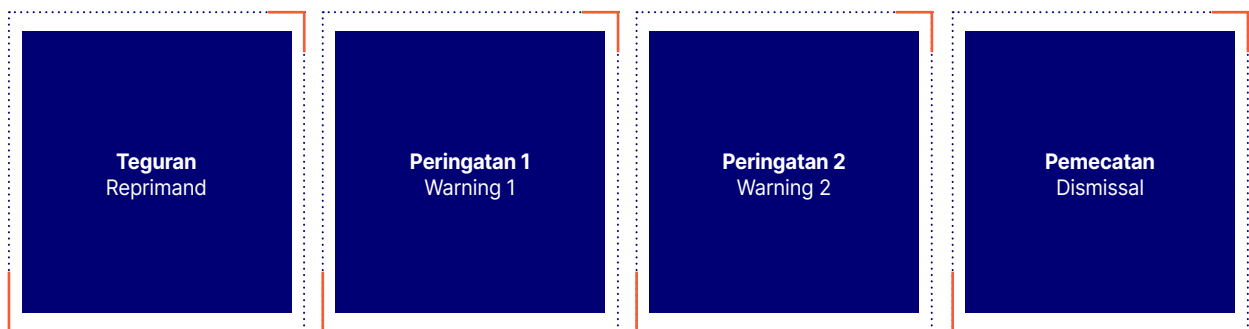 Teguran
Reprimand
Peringatan 1
Warning 1
Peringatan 2
Warning 2
Pemecatan
Dismissal